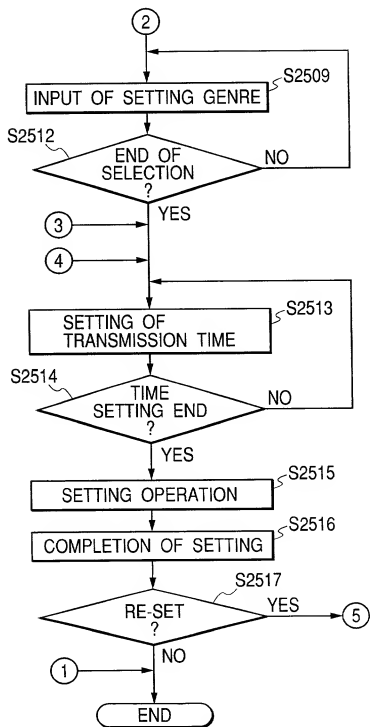 2
S2509
INPUT OF SETTING GENRE
S2512
END OF
SELECTION
?
NO
YES
3
4
S2513
SETTING OF
TRANSMISSION TIME
S2514
TIME
SETTING END
?
NO
YES
S2515
SETTING OPERATION
S2516
COMPLETION OF SETTING
S2517
RE-SET
?
YES
5
NO
1
END